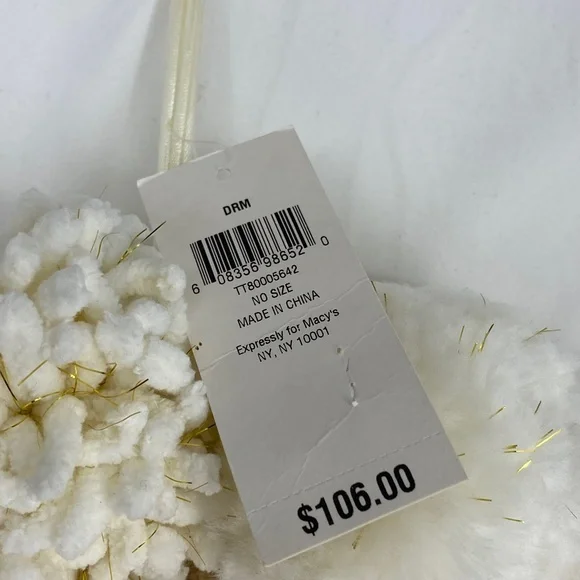 DRM
6 08356 98652 0
TT80005642
NO SIZE
MADE IN CHINA
Expressly for Macy's
NY, NY 10001
$106.00